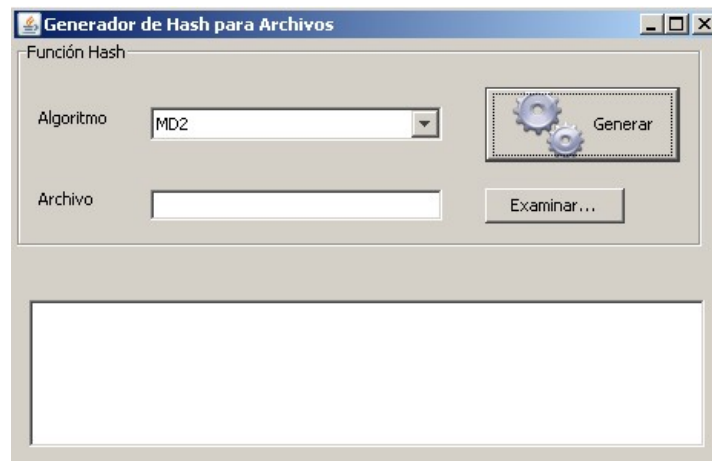 Generador de Hash para Archivos
Función Hash
Algoritmo
MD2
Generar
Archivo
Examinar...